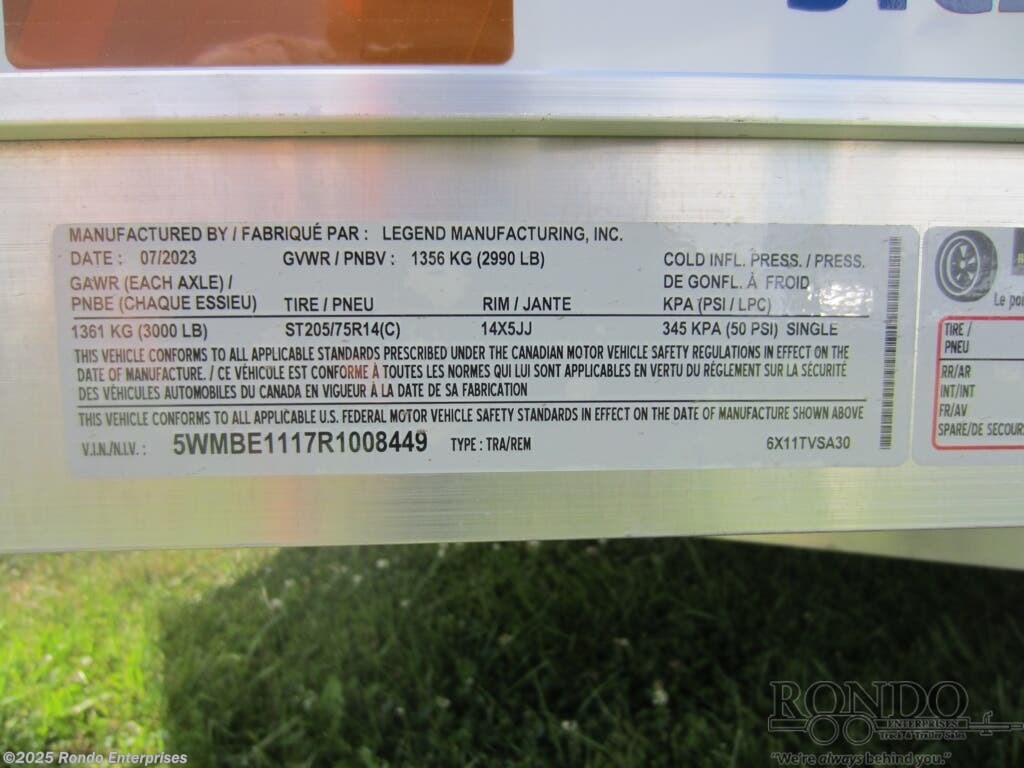 MANUFACTURED BY / FABRIQUÉ PAR : LEGEND MANUFACTURING, INC.
DATE : 07/2023 GVWR / PNBV : 1356 KG (2990 LB) COLD INFL. PRESS. / PRESS.
GAWR (EACH AXLE) / DE GONFL. À FROID
PNBE (CHAQUE ESSIEU) TIRE / PNEU RIM / JANTE KPA (PSI / LPC)
1361 KG (3000 LB) ST205/75R14(C) 14X5JJ 345 KPA (50 PSI) SINGLE
THIS VEHICLE CONFORMS TO ALL APPLICABLE STANDARDS PRESCRIBED UNDER THE CANADIAN MOTOR VEHICLE SAFETY REGULATIONS IN EFFECT ON THE
DATE OF MANUFACTURE. / CE VÉHICULE EST CONFORME À TOUTES LES NORMES QUI LUI SONT APPLICABLES EN VERTU DU RÈGLEMENT SUR LA SÉCURITÉ
DES VÉHICULES AUTOMOBILES DU CANADA EN VIGUEUR À LA DATE DE SA FABRICATION
THIS VEHICLE CONFORMS TO ALL APPLICABLE U.S. FEDERAL MOTOR VEHICLE SAFETY STANDARDS IN EFFECT ON THE DATE OF MANUFACTURE SHOWN ABOVE
V.I.N./N.I.V. : 5WMBE1117R1008449 TYPE : TRA/REM 6X11TVSA30
Le
TIRE /
PNEU
RR/AR
INT/INT
FR/AV
SPARE/DE SECOURS
RONDO
ENTERPRISES
Truck & Trailer Sales
"We're always behind you."
©2025 Rondo Enterprises